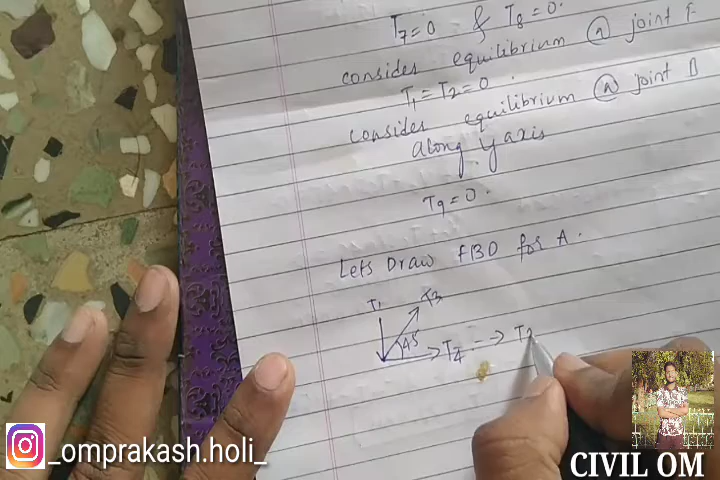 T7=0 & T8=0.
consider equilibrium @ joint F
T1=T2=0.
consider equilibrium @ joint B
along y axis
T9=0.
Lets Draw FBD for A.
T1 T3
45 T4 → T
_omprakash.holi_
CIVIL OM